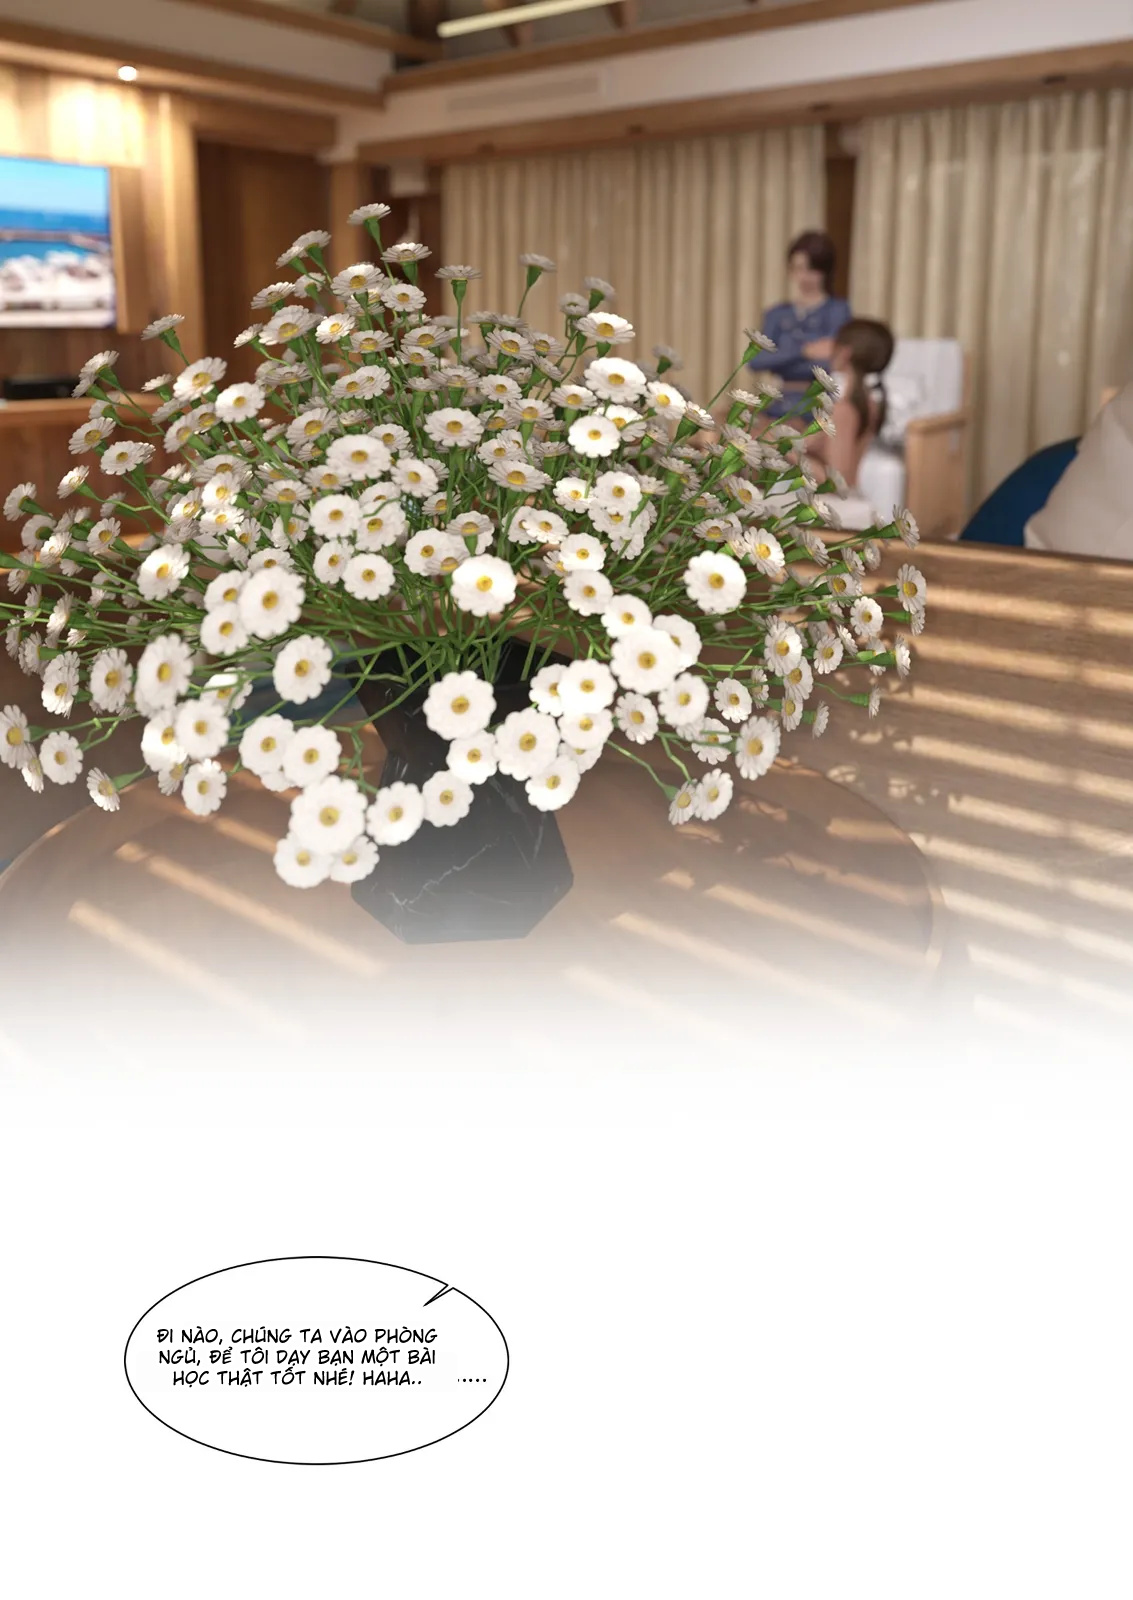 ĐI NÀO, CHÚNG TA VÀO PHÒNG
NGỦ, ĐỂ TÔI DẠY BẠN MỘT BÀI
HỌC THẬT TỐT NHÉ! HAHA.. .....